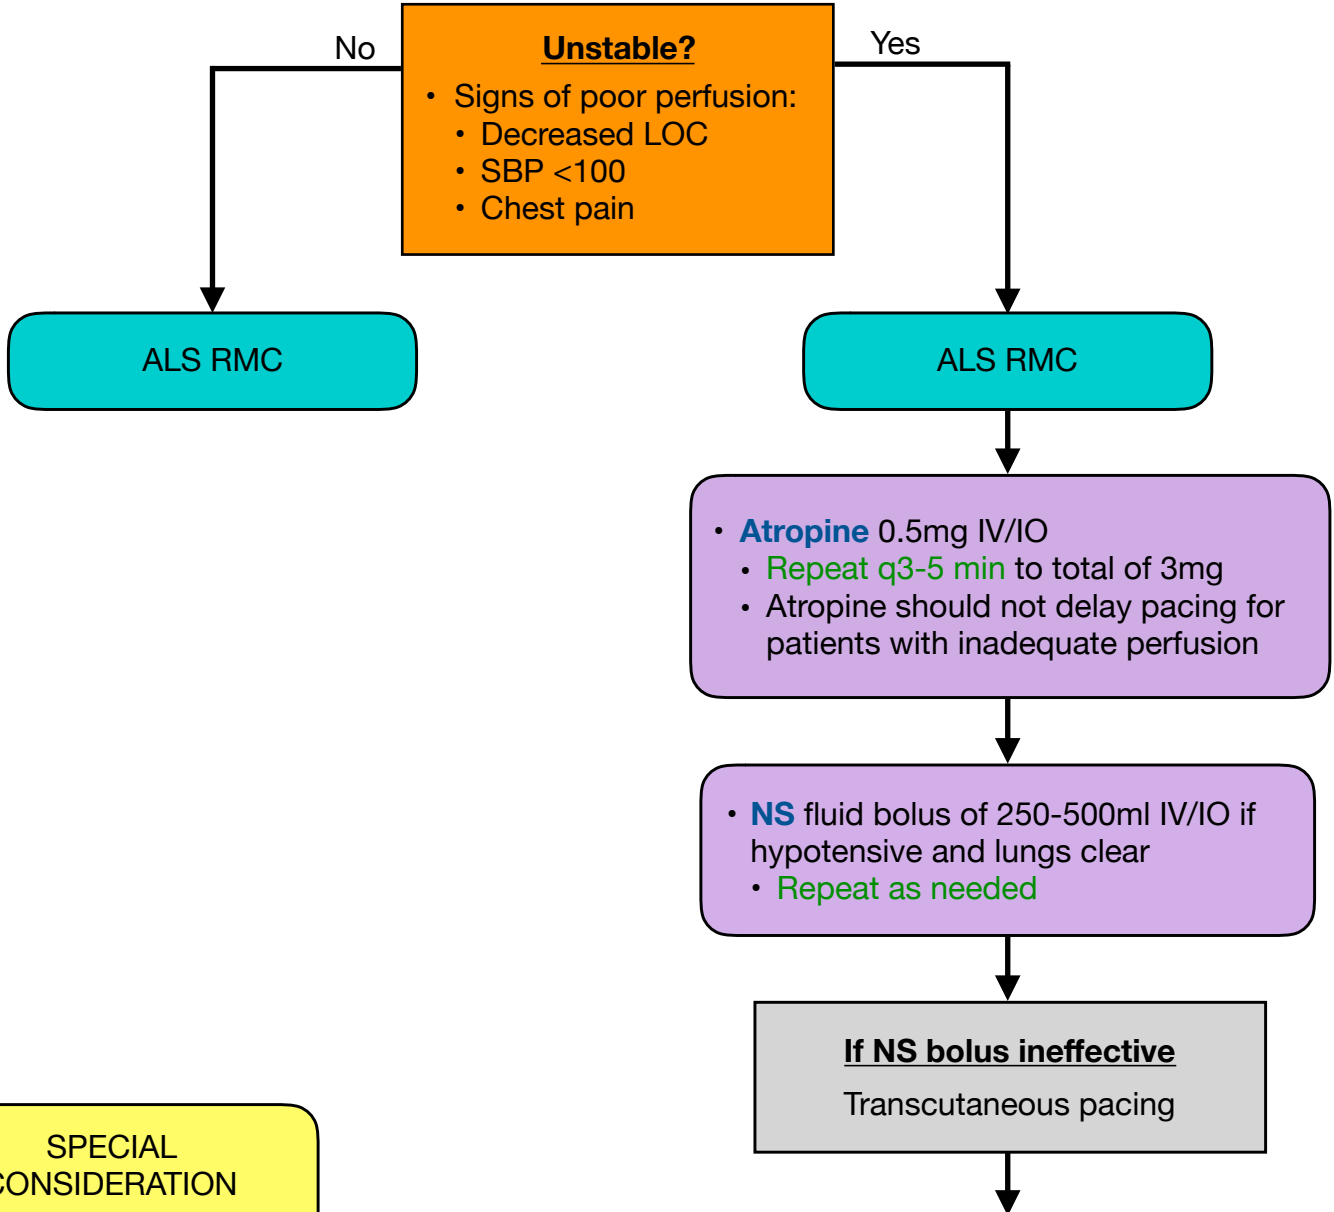 No
Unstable?
Yes
• Signs of poor perfusion:
• Decreased LOC
• SBP <100
• Chest pain
ALS RMC
ALS RMC
• Atropine 0.5mg IV/IO
• Repeat q3-5 min to total of 3mg
• Atropine should not delay pacing for
patients with inadequate perfusion
• NS fluid bolus of 250-500ml IV/IO if
hypotensive and lungs clear
• Repeat as needed
If NS bolus ineffective
Transcutaneous pacing
SPECIAL
CONSIDERATION